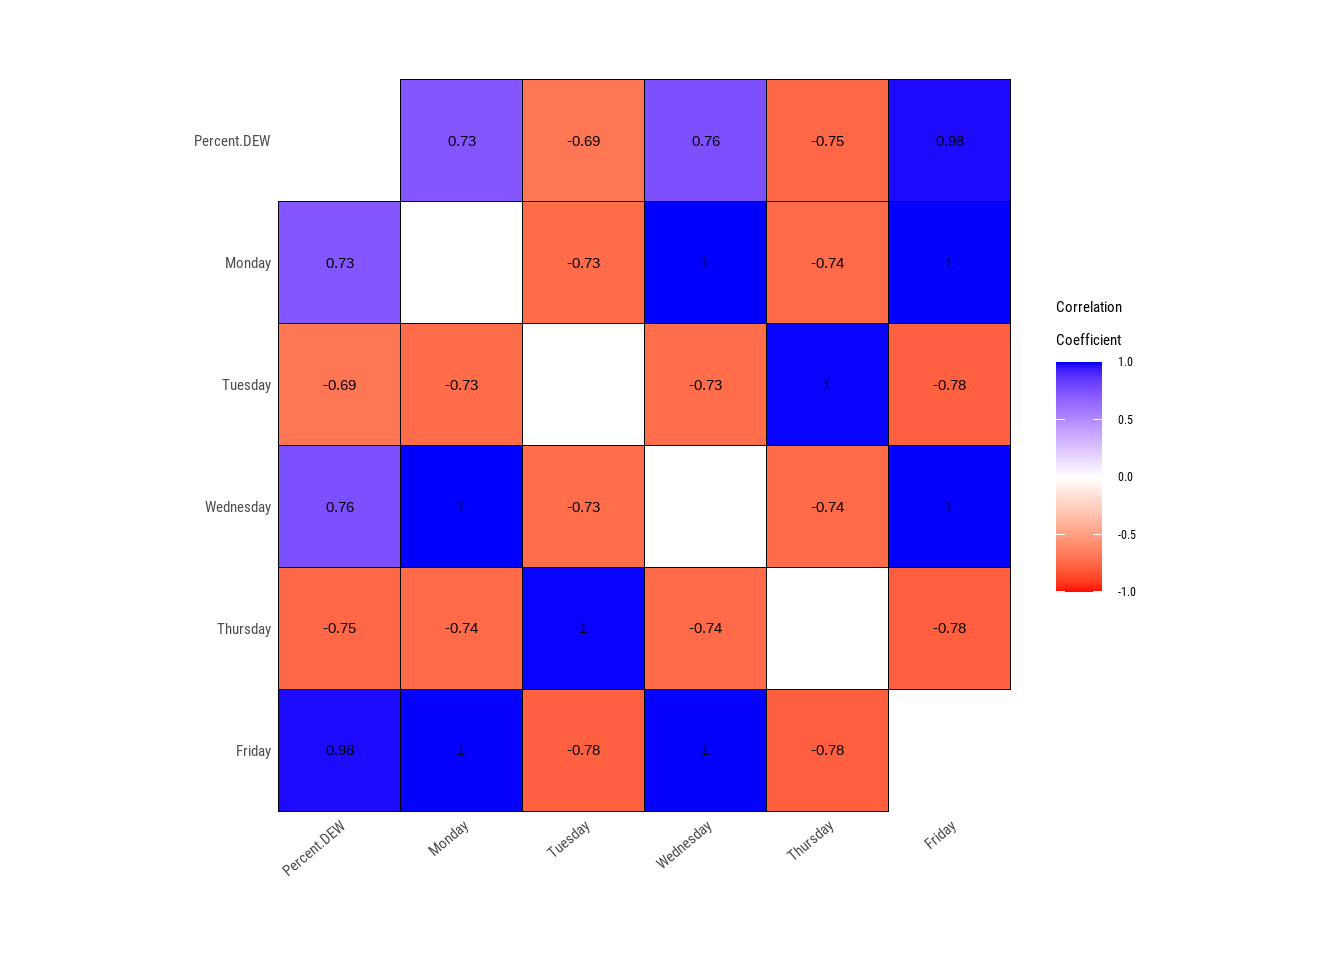 Percent.DEW 0.73 -0.69 0.76 -0.75 0.98
Monday 0.73 -0.73 1 -0.74 1
Correlation
Coefficient
1.0
0.5
0.0
-0.5
-1.0
Tuesday -0.69 -0.73 -0.73 1 -0.78
Wednesday 0.76 1 -0.73 -0.74 1
Thursday -0.75 -0.74 1 -0.74 -0.78
Friday 0.98 1 -0.78 1 -0.78
Percent.DEW Monday Tuesday Wednesday Thursday Friday